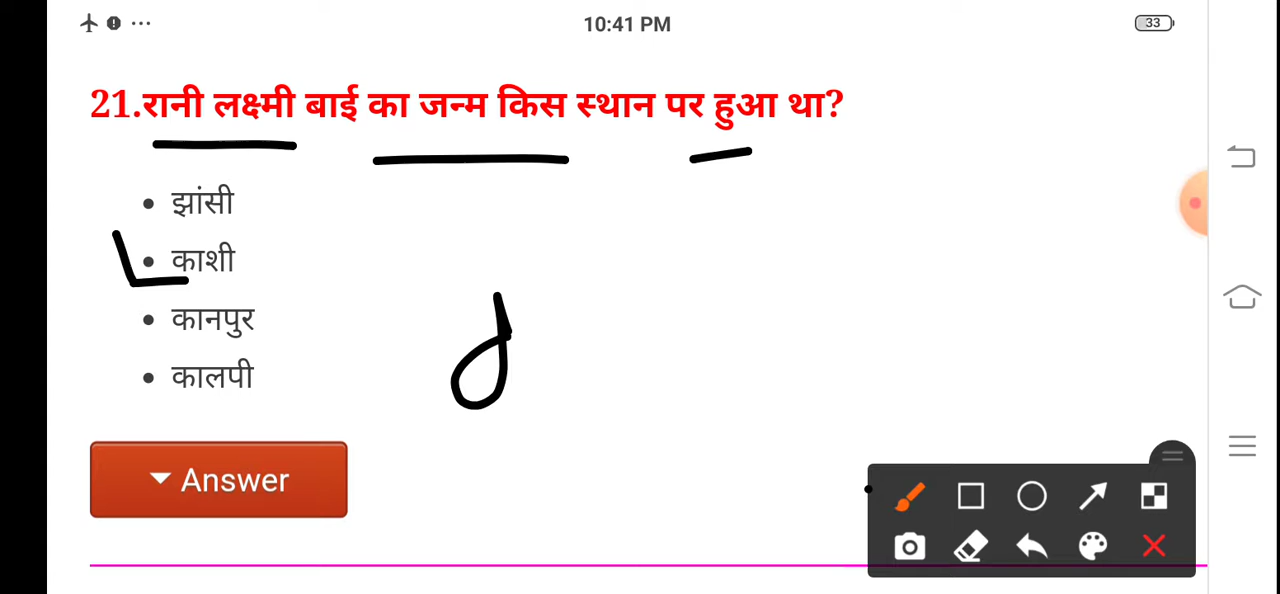 10:41 PM
33
21.रानी लक्ष्मी बाई का जन्म किस स्थान पर हुआ था?
झांसी
काशी
कानपुर
कालपी
Answer